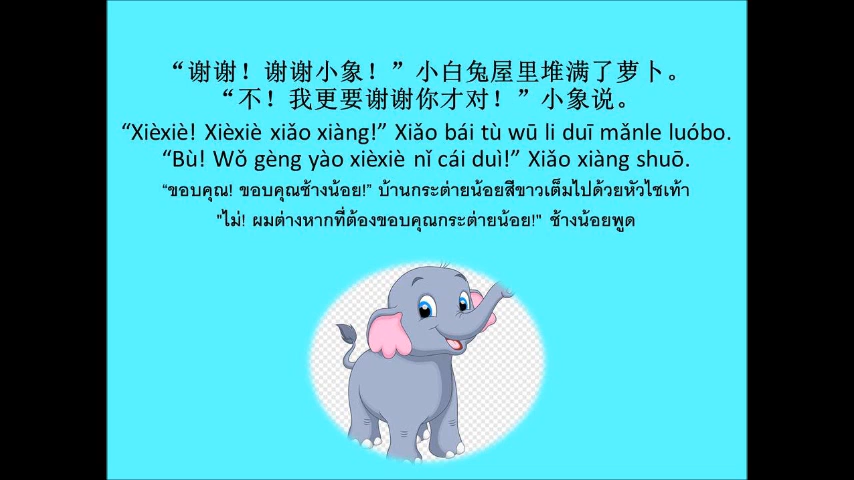 “谢谢！谢谢小象！”小白兔屋里堆满了萝卜。
“不！我更要谢谢你才对！”小象说。
“Xièxiè! Xièxiè xiǎo xiàng!” Xiǎo bái tù wū li duī mǎnle luóbo.
“Bù! Wǒ gèng yào xièxiè nǐ cái duì!” Xiǎo xiàng shuō.
“ขอบคุณ! ขอบคุณช้างน้อย!” บ้านกระต่ายน้อยสีขาวเต็มไปด้วยหัวไชเท้า
"ไม่! ผมต่างหากที่ต้องขอบคุณกระต่ายน้อย!" ช้างน้อยพูด